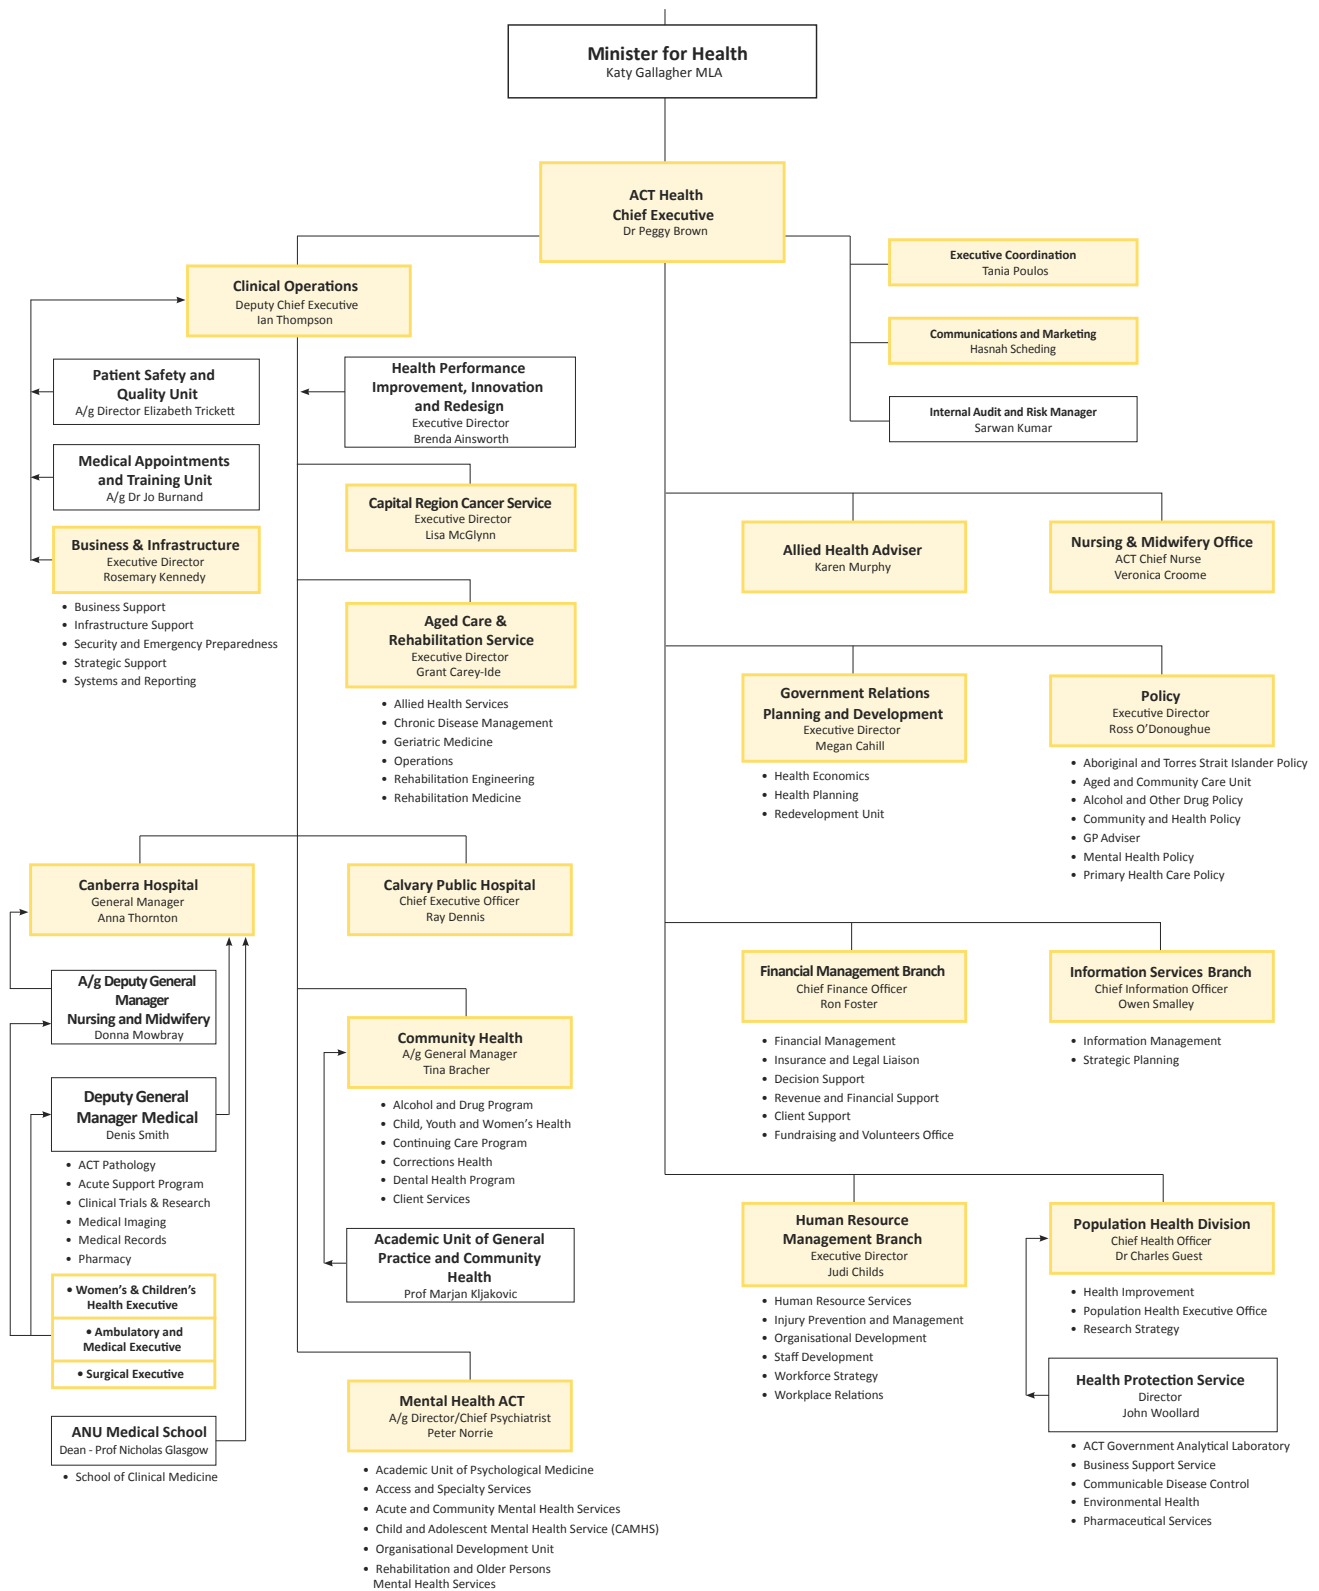 Minister for Health
Katy Gallagher MLA
ACT Health
Chief Executive
Dr Peggy Brown
Executive Coordination
Tania Poulos
Communications and Marketing
Hasnah Scheding
Internal Audit and Risk Manager
Sarwan Kumar
Clinical Operations
Deputy Chief Executive
Ian Thompson
Patient Safety and
Quality Unit
A/g Director Elizabeth Trickett
Medical Appointments
and Training Unit
A/g Dr Jo Burnand
Business & Infrastructure
Executive Director
Rosemary Kennedy
• Business Support
• Infrastructure Support
• Security and Emergency Preparedness
• Strategic Support
• Systems and Reporting
Health Performance
Improvement, Innovation
and Redesign
Executive Director
Brenda Ainsworth
Capital Region Cancer Service
Executive Director
Lisa McGlynn
Aged Care &
Rehabilitation Service
Executive Director
Grant Carey-Ide
• Allied Health Services
• Chronic Disease Management
• Geriatric Medicine
• Operations
• Rehabilitation Engineering
• Rehabilitation Medicine
Allied Health Adviser
Karen Murphy
Nursing & Midwifery Office
ACT Chief Nurse
Veronica Croome
Government Relations
Planning and Development
Executive Director
Megan Cahill
• Health Economics
• Health Planning
• Redevelopment Unit
Policy
Executive Director
Ross O’Donoughue
• Aboriginal and Torres Strait Islander Policy
• Aged and Community Care Unit
• Alcohol and Other Drug Policy
• Community and Health Policy
• GP Adviser
• Mental Health Policy
• Primary Health Care Policy
Canberra Hospital
General Manager
Anna Thornton
Calvary Public Hospital
Chief Executive Officer
Ray Dennis
A/g Deputy General
Manager
Nursing and Midwifery
Donna Mowbray
Deputy General
Manager Medical
Denis Smith
• ACT Pathology
• Acute Support Program
• Clinical Trials & Research
• Medical Imaging
• Medical Records
• Pharmacy
• Women’s & Children’s
Health Executive
• Ambulatory and
Medical Executive
• Surgical Executive
ANU Medical School
Dean - Prof Nicholas Glasgow
• School of Clinical Medicine
Community Health
A/g General Manager
Tina Bracher
• Alcohol and Drug Program
• Child, Youth and Women’s Health
• Continuing Care Program
• Corrections Health
• Dental Health Program
• Client Services
Academic Unit of General
Practice and Community
Health
Prof Marjan Kljakovic
Mental Health ACT
A/g Director/Chief Psychiatrist
Peter Norrie
• Academic Unit of Psychological Medicine
• Access and Specialty Services
• Acute and Community Mental Health Services
• Child and Adolescent Mental Health Service (CAMHS)
• Organisational Development Unit
• Rehabilitation and Older Persons
Mental Health Services
Financial Management Branch
Chief Finance Officer
Ron Foster
• Financial Management
• Insurance and Legal Liaison
• Decision Support
• Revenue and Financial Support
• Client Support
• Fundraising and Volunteers Office
Information Services Branch
Chief Information Officer
Owen Smalley
• Information Management
• Strategic Planning
Human Resource
Management Branch
Executive Director
Judi Childs
• Human Resource Services
• Injury Prevention and Management
• Organisational Development
• Staff Development
• Workforce Strategy
• Workplace Relations
Population Health Division
Chief Health Officer
Dr Charles Guest
• Health Improvement
• Population Health Executive Office
• Research Strategy
Health Protection Service
Director
John Woollard
• ACT Government Analytical Laboratory
• Business Support Service
• Communicable Disease Control
• Environmental Health
• Pharmaceutical Services